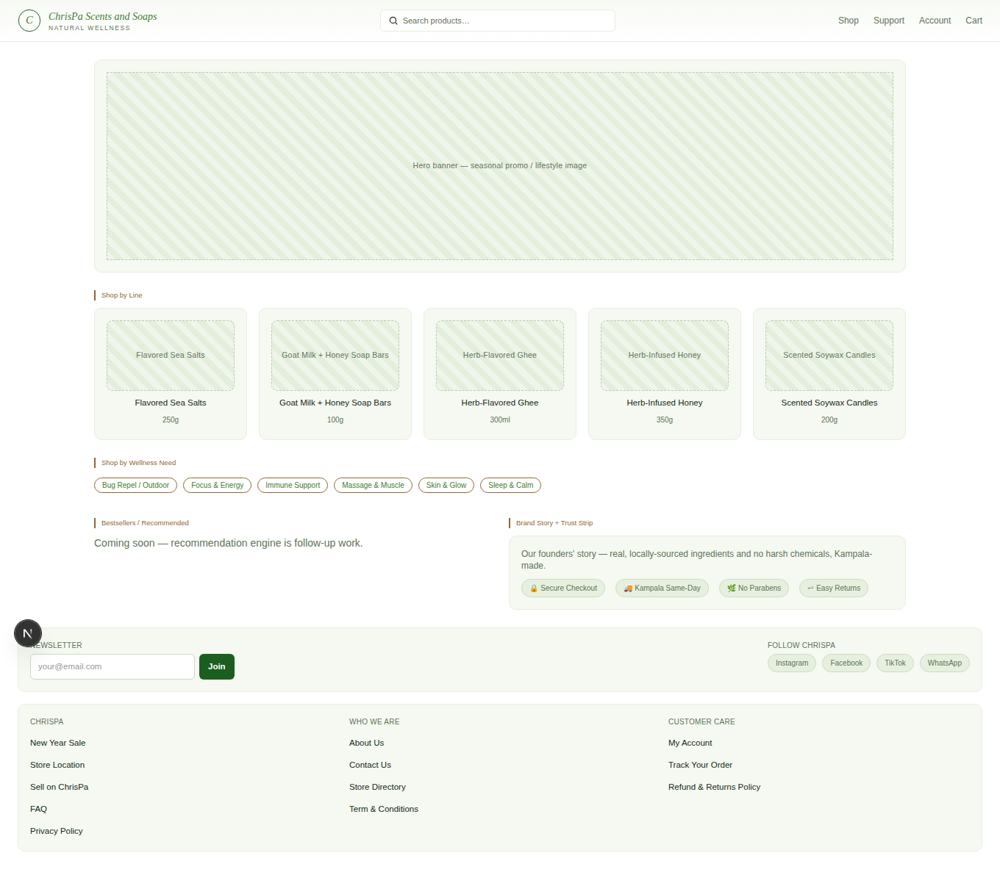 C
ChrisPa Scents and Soaps
NATURAL WELLNESS
Search products…
Shop
Support
Account
Cart
Hero banner — seasonal promo / lifestyle image
Shop by Line
Flavored Sea Salts
Goat Milk + Honey Soap Bars
Herb-Flavored Ghee
Herb-Infused Honey
Scented Soywax Candles
Flavored Sea Salts
Goat Milk + Honey Soap Bars
Herb-Flavored Ghee
Herb-Infused Honey
Scented Soywax Candles
250g
100g
300ml
350g
200g
Shop by Wellness Need
Bug Repel / Outdoor
Focus & Energy
Immune Support
Massage & Muscle
Skin & Glow
Sleep & Calm
Bestsellers / Recommended
Coming soon — recommendation engine is follow-up work.
Brand Story + Trust Strip
Our founders' story — real, locally-sourced ingredients and no harsh chemicals, Kampala-
made.
🔒 Secure Checkout
🚚 Kampala Same-Day
🌿 No Parabens
↩ Easy Returns
N
NEWSLETTER
your@email.com
Join
FOLLOW CHRISPA
Instagram
Facebook
TikTok
WhatsApp
CHRISPA
New Year Sale
Store Location
Sell on ChrisPa
FAQ
Privacy Policy
WHO WE ARE
About Us
Contact Us
Store Directory
Term & Conditions
CUSTOMER CARE
My Account
Track Your Order
Refund & Returns Policy